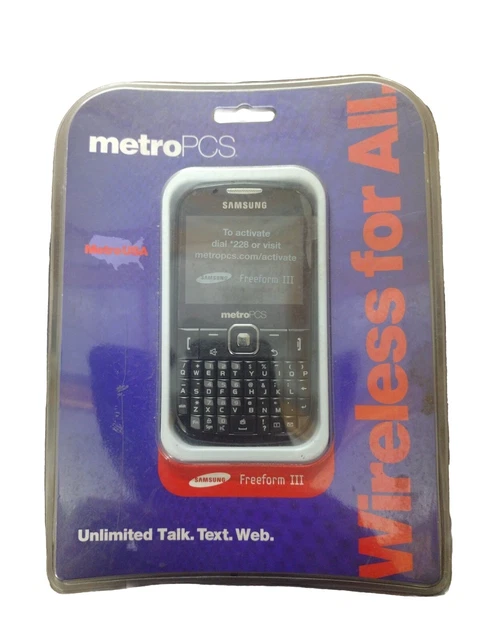 metroPCS.
Wireless for All.
MetroUSA
SAMSUNG
To activate
dial *228 or visit
metropcs.com/activate
SAMSUNG Freeform III
metroPCS
Q W E R T Y U I O P
A S D F G H J K L
Z X C V B N M
SAMSUNG Freeform III
Unlimited Talk. Text. Web.